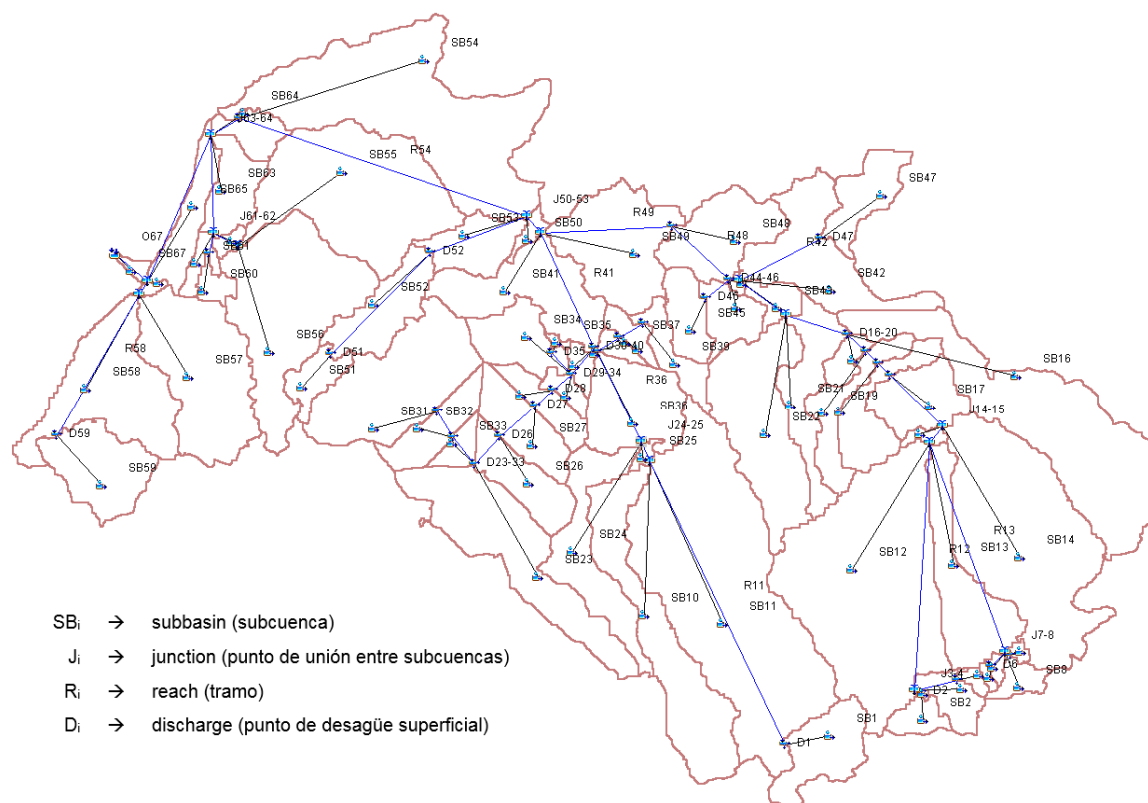 SB54
SB64
J63-64
SB55
R54
SB63
SB65
SB47
J50-53
J61-62
SB53
SB50
R49
SB48
O67
SB49
R48
R42
D47
SB67
D52
SB60
SB41
R41
D44-46
SB42
SB52
SB43
D45
SB45
SB34
SB35
SB37
SB56
D16-20
D51
D35
D36-40
SB39
R58
SB57
SB51
D29-34
SB16
SB58
R36
D28
SB21
SB17
SB36
D27
SB19
SB31
SB32
SB22
J14-15
SB33
SB27
J24-25
D59
D26
SB25
SB59
D23-33
SB26
SB24
R13
SB14
SB12
R12
SB13
SB23
R11
SB10
SB11
SBi → subbasin (subcuenca)
Ji → junction (punto de unión entre subcuencas)
Ri → reach (tramo)
Di → discharge (punto de desagüe superficial)
J7-8
D6
SB8
J3-4
D2
SB2
SB1
D1